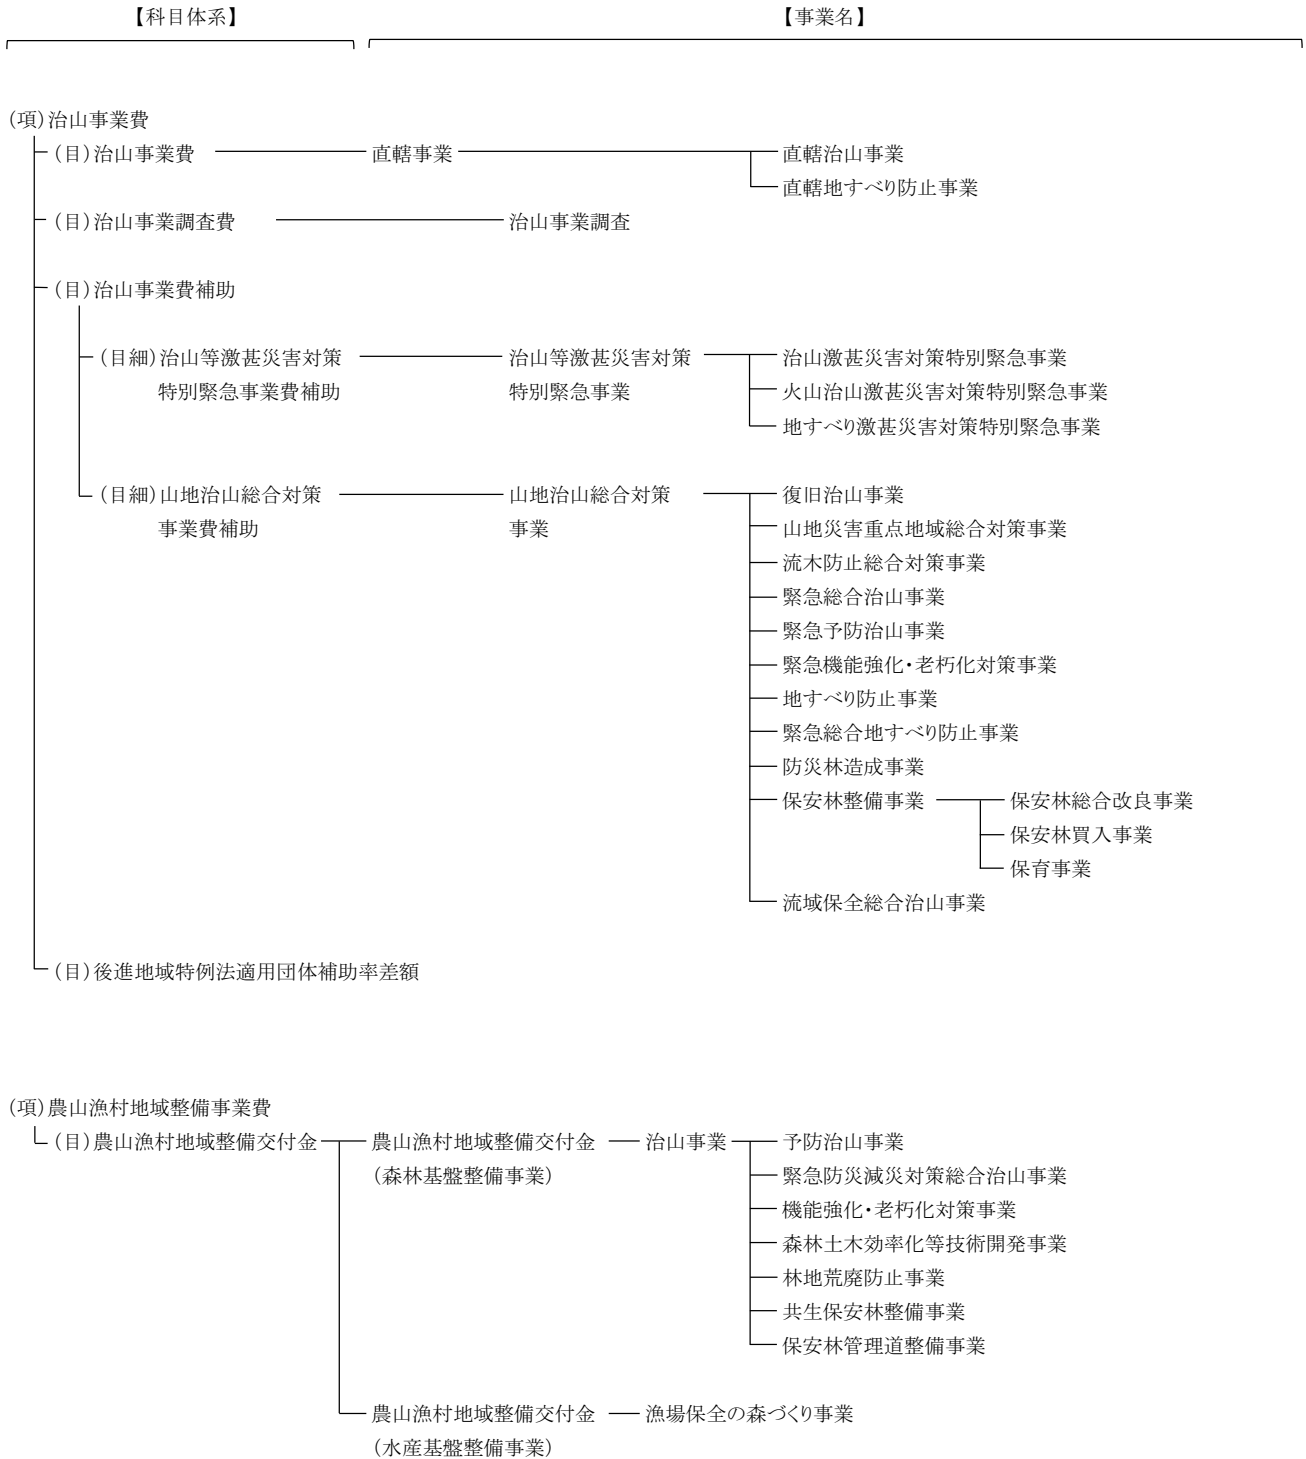 【科目体系】 【事業名】
(項)治山事業費
(目)治山事業費 直轄事業 直轄治山事業
直轄地すべり防止事業
(目)治山事業調査費 治山事業調査
(目)治山事業費補助
(目細)治山等激甚災害対策 治山等激甚災害対策 治山激甚災害対策特別緊急事業
特別緊急事業費補助 特別緊急事業 火山治山激甚災害対策特別緊急事業
地すべり激甚災害対策特別緊急事業
(目細)山地治山総合対策 山地治山総合対策 復旧治山事業
事業費補助 事業 山地災害重点地域総合対策事業
流木防止総合対策事業
緊急総合治山事業
緊急予防治山事業
緊急機能強化・老朽化対策事業
地すべり防止事業
緊急総合地すべり防止事業
防災林造成事業
保安林整備事業 保安林総合改良事業
保安林買入事業
保育事業
流域保全総合治山事業
(目)後進地域特例法適用団体補助率差額
(項)農山漁村地域整備事業費
(目)農山漁村地域整備交付金 農山漁村地域整備交付金 治山事業 予防治山事業
(森林基盤整備事業) 緊急防災減災対策総合治山事業
機能強化・老朽化対策事業
森林土木効率化等技術開発事業
林地荒廃防止事業
共生保安林整備事業
保安林管理道整備事業
農山漁村地域整備交付金 漁場保全の森づくり事業
(水産基盤整備事業)